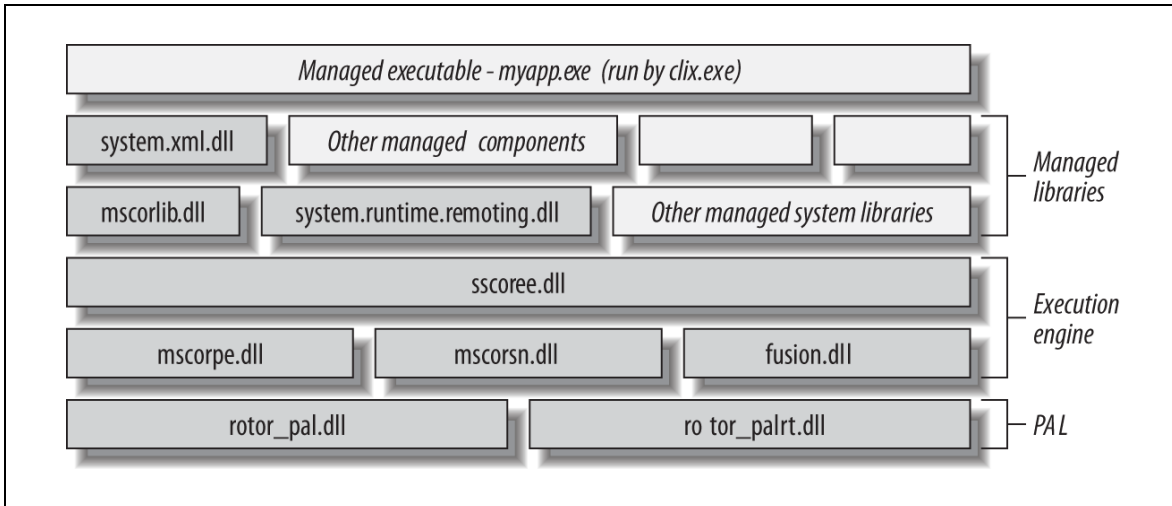 Managed executable - myapp.exe (run by clix.exe)
system.xml.dll
Other managed components
Managed
libraries
mscorlib.dll
system.runtime.remoting.dll
Other managed system libraries
sscoree.dll
Execution
engine
mscorpe.dll
mscorsn.dll
fusion.dll
rotor_pal.dll
ro tor_palrt.dll
PAL